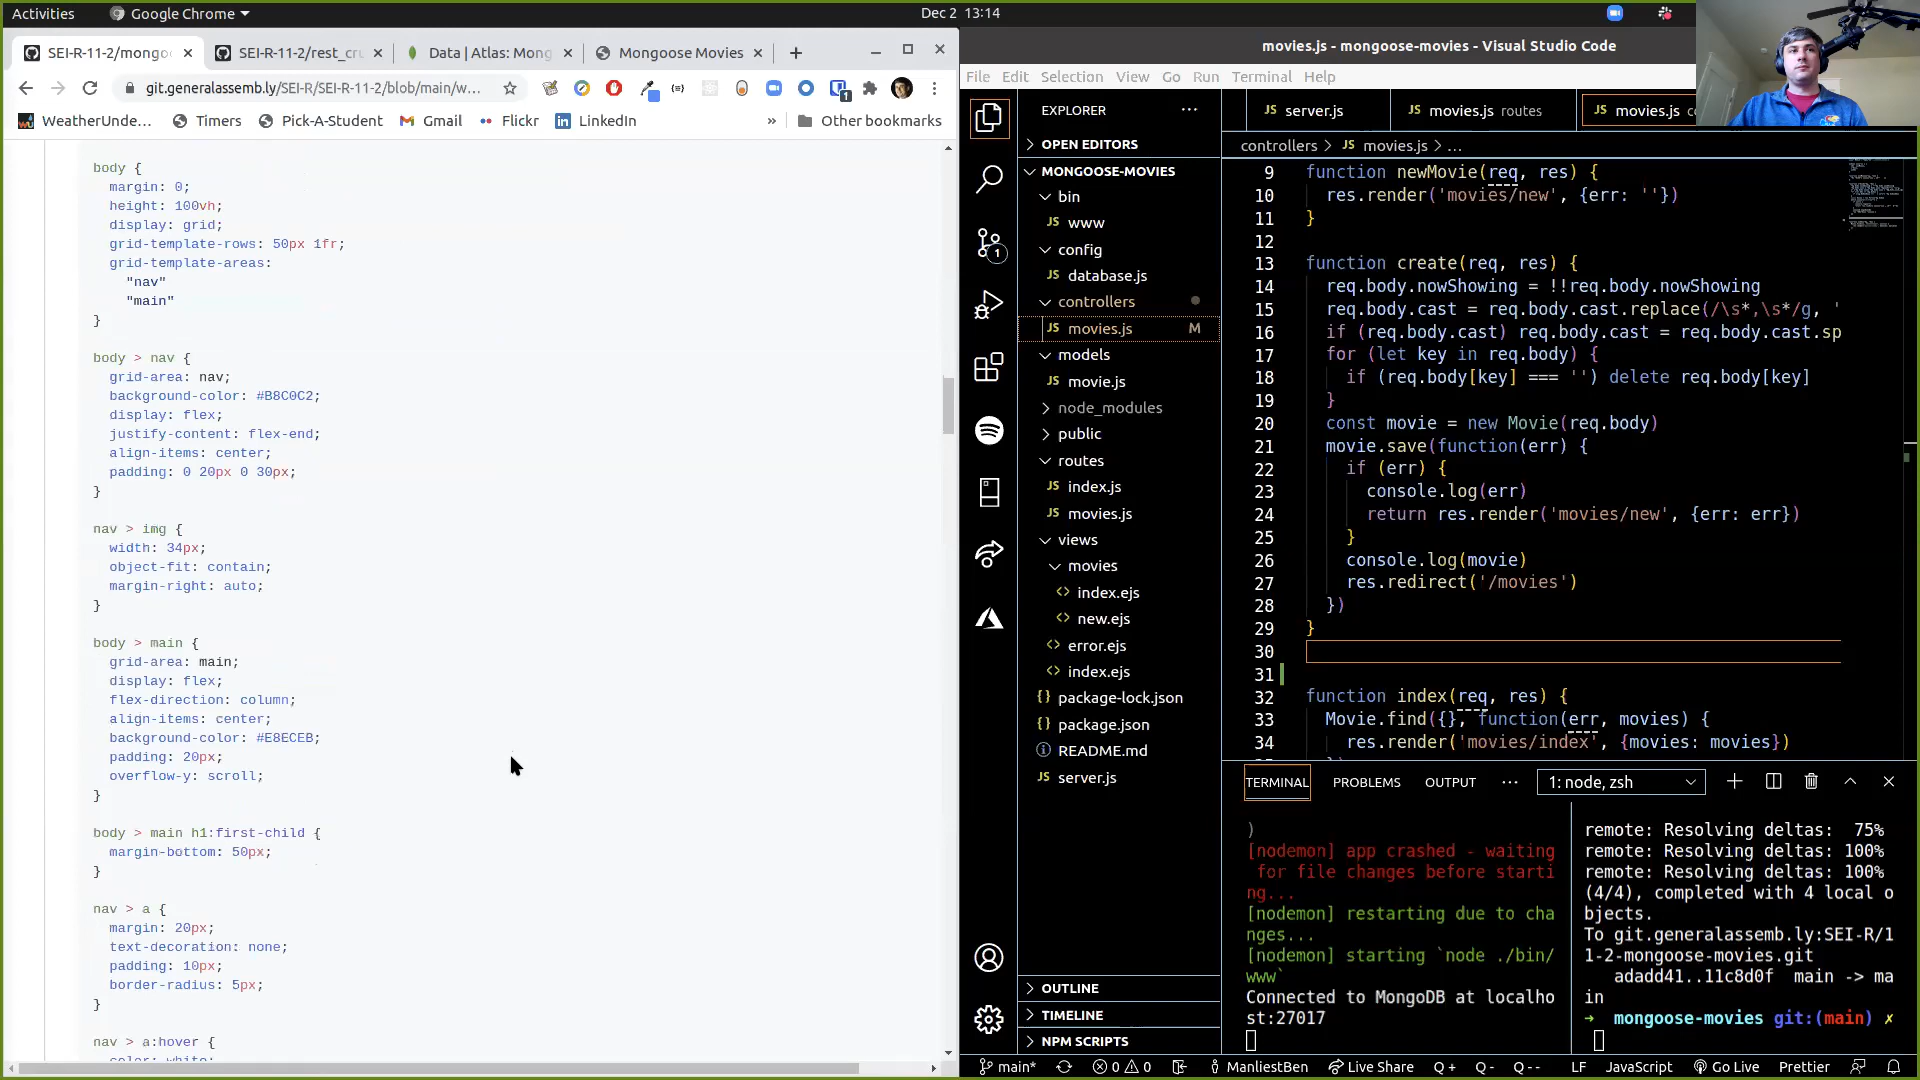 Activities
Google Chrome
Dec 2 13:14
SEI-R-11-2/mongo
SEI-R-11-2/rest_cru
Data | Atlas: Mong
Mongoose Movies
git.generalassemb.ly/SEI-R/SEI-R-11-2/blob/main/w...
WeatherUnde...
Timers
Pick-A-Student
Gmail
Flickr
LinkedIn
»
Other bookmarks
body {
margin: 0;
height: 100vh;
display: grid;
grid-template-rows: 50px 1fr;
grid-template-areas:
"nav"
"main"
}
body > nav {
grid-area: nav;
background-color: #B8C0C2;
display: flex;
justify-content: flex-end;
align-items: center;
padding: 0 20px 0 30px;
}
nav > img {
width: 34px;
object-fit: contain;
margin-right: auto;
}
body > main {
grid-area: main;
display: flex;
flex-direction: column;
align-items: center;
background-color: #E8ECEB;
padding: 20px;
overflow-y: scroll;
}
body > main h1:first-child {
margin-bottom: 50px;
}
nav > a {
margin: 20px;
text-decoration: none;
padding: 10px;
border-radius: 5px;
}
nav > a:hover {
color: white;
movies.js - mongoose-movies - Visual Studio Code
File Edit Selection View Go Run Terminal Help
EXPLORER
OPEN EDITORS
MONGOOSE-MOVIES
bin
JS www
config
JS database.js
controllers
JS movies.js M
models
JS movie.js
node_modules
public
routes
JS index.js
JS movies.js
views
movies
<> index.ejs
<> new.ejs
<> error.ejs
<> index.ejs
{} package-lock.json
{} package.json
README.md
JS server.js
OUTLINE
TIMELINE
NPM SCRIPTS
JS server.js
JS movies.js routes
JS movies.js co
controllers > JS movies.js > ...
9 function newMovie(req, res) {
10 res.render('movies/new', {err: ''})
11 }
12
13 function create(req, res) {
14 req.body.nowShowing = !!req.body.nowShowing
15 req.body.cast = req.body.cast.replace(/\s*,\s*/g, '
16 if (req.body.cast) req.body.cast = req.body.cast.sp
17 for (let key in req.body) {
18 if (req.body[key] === '') delete req.body[key]
19 }
20 const movie = new Movie(req.body)
21 movie.save(function(err) {
22 if (err) {
23 console.log(err)
24 return res.render('movies/new', {err: err})
25 }
26 console.log(movie)
27 res.redirect('/movies')
28 })
29 }
30
31
32 function index(req, res) {
33 Movie.find({}, function(err, movies) {
34 res.render('movies/index', {movies: movies})
TERMINAL PROBLEMS OUTPUT ... 1: node, zsh
)
[nodemon] app crashed - waiting
for file changes before starti
ng...
[nodemon] restarting due to cha
nges...
[nodemon] starting `node ./bin/
www`
Connected to MongoDB at localho
st:27017
remote: Resolving deltas: 75%
remote: Resolving deltas: 100%
remote: Resolving deltas: 100%
(4/4), completed with 4 local o
bjects.
To git.generalassemb.ly:SEI-R/1
1-2-mongoose-movies.git
adadd41..11c8d0f main -> ma
in
→ mongoose-movies git:(main) ✗
main* 0 0 ManliestBen Live Share Q + Q - Q -- LF JavaScript Go Live Prettier